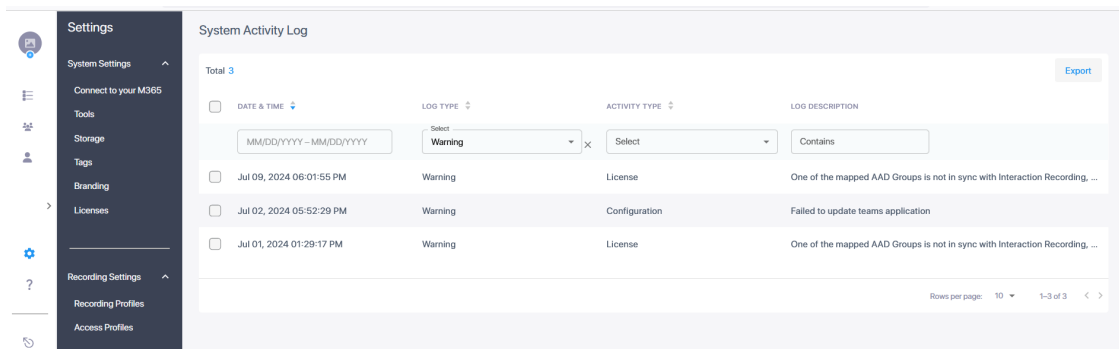 Settings
System Settings
Connect to your M365
Tools
Storage
Tags
Branding
Licenses
Recording Settings
Recording Profiles
Access Profiles
System Activity Log
Total 3
Export
DATE & TIME LOG TYPE ACTIVITY TYPE LOG DESCRIPTION
Select
MM/DD/YYYY – MM/DD/YYYY Warning Select Contains
Jul 09, 2024 06:01:55 PM Warning License One of the mapped AAD Groups is not in sync with Interaction Recording, ...
Jul 02, 2024 05:52:29 PM Warning Configuration Failed to update teams application
Jul 01, 2024 01:29:17 PM Warning License One of the mapped AAD Groups is not in sync with Interaction Recording, ...
Rows per page: 10 1–3 of 3